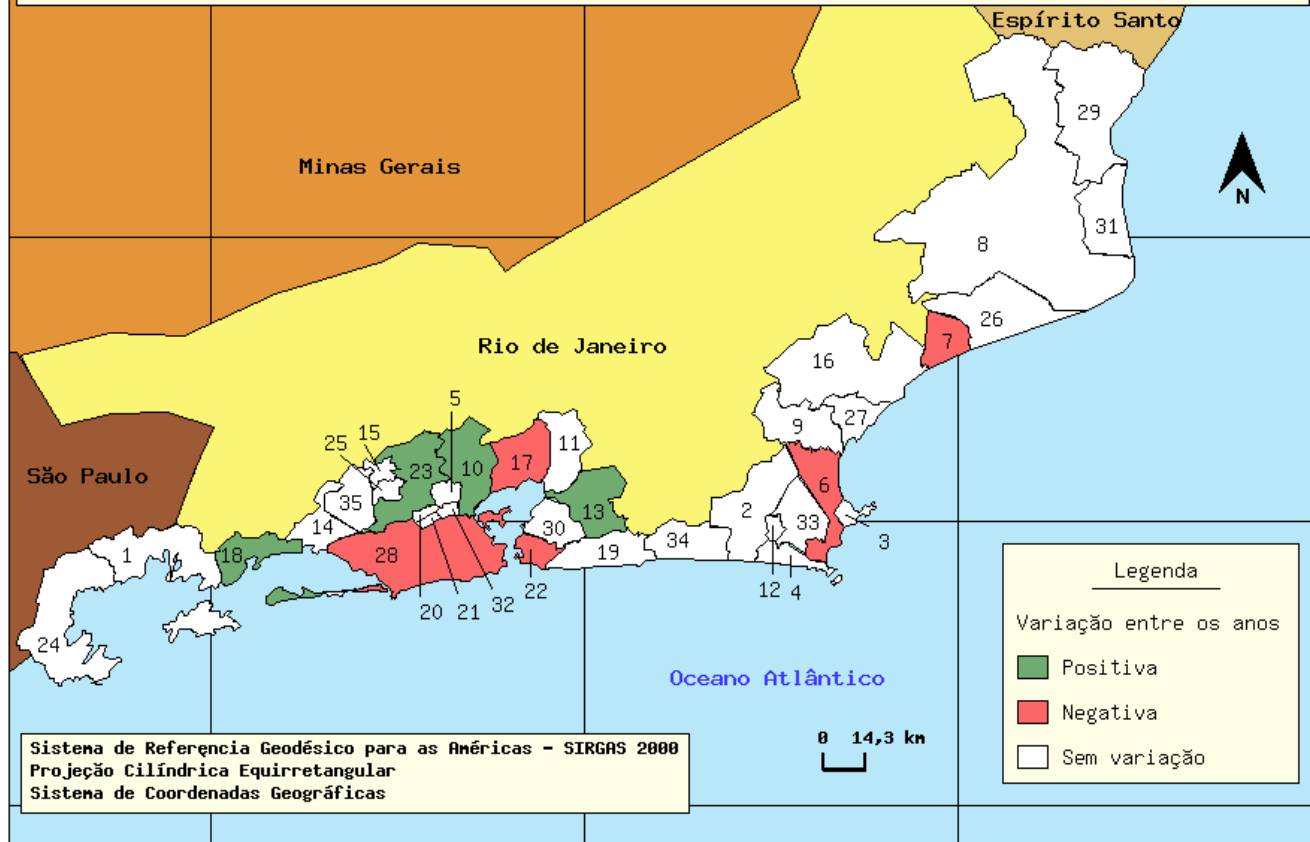 Espírito Santo
29
Minas Gerais
N
31
8
26
Rio de Janeiro
7
16
5
27
15
9
25
11
23
10
17
São Paulo
6
35
2
13
33
14
30
1
34
28
19
18
3
12
4
22
20
21
32
24
Legenda
Variação entre os anos
Positiva
Negativa
Sem variação
Oceano Atlântico
0 14,3 km
Sistema de Referençia Geodésico para as Américas - SIRGAS 2000
Projeção Cilíndrica Equirretangular
Sistema de Coordenadas Geográficas